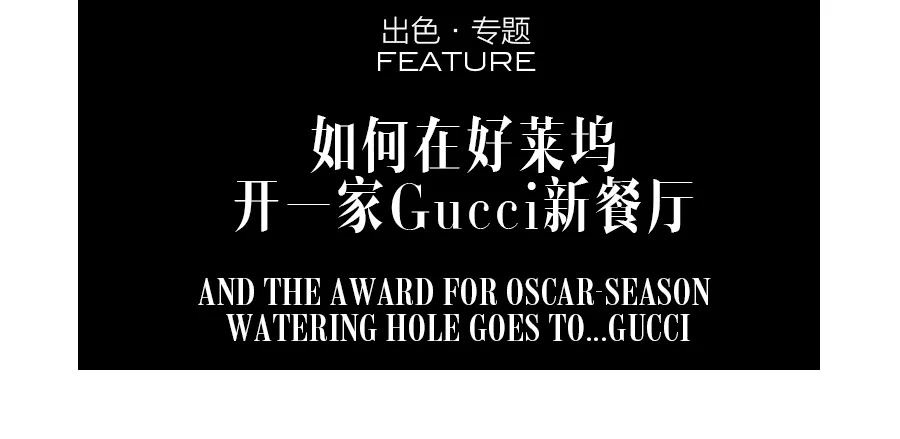 出色·专题
FEATURE
如何在好莱坞
开一家Gucci新餐厅
AND THE AWARD FOR OSCAR-SEASON
WATERING HOLE GOES TO...GUCCI